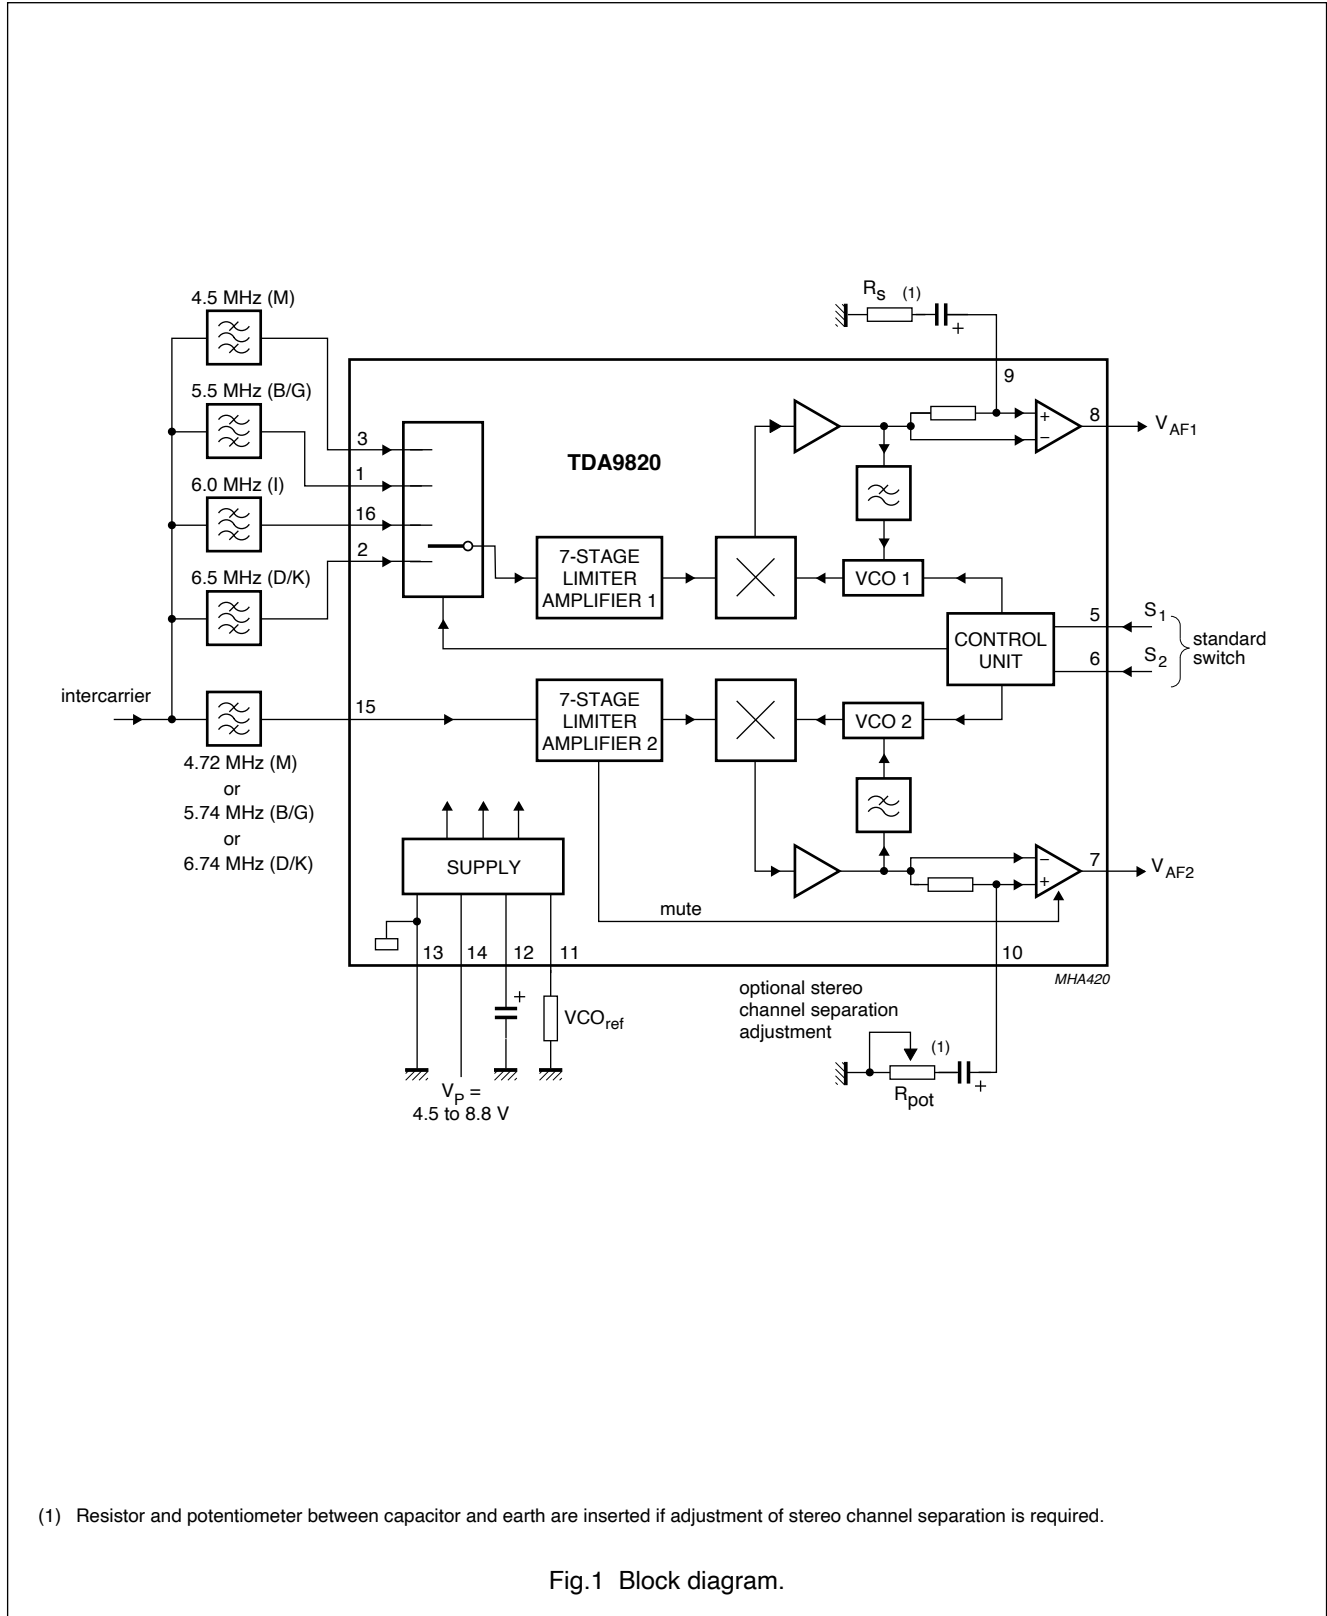 4.5 MHz (M)
5.5 MHz (B/G)
6.0 MHz (I)
6.5 MHz (D/K)
intercarrier
4.72 MHz (M)
or
5.74 MHz (B/G)
or
6.74 MHz (D/K)
3
1
16
2
15
TDA9820
7-STAGE
LIMITER
AMPLIFIER 1
7-STAGE
LIMITER
AMPLIFIER 2
RS (1)
+
9
+
−
8
VAF1
VCO 1
CONTROL
UNIT
5
S1
6
S2
standard
switch
VCO 2
−
+
7
VAF2
mute
SUPPLY
13
14
12
11
10
MHA420
+
VCOref
VP =
4.5 to 8.8 V
optional stereo
channel separation
adjustment
(1)
+
Rpot
(1) Resistor and potentiometer between capacitor and earth are inserted if adjustment of stereo channel separation is required.
Fig.1 Block diagram.